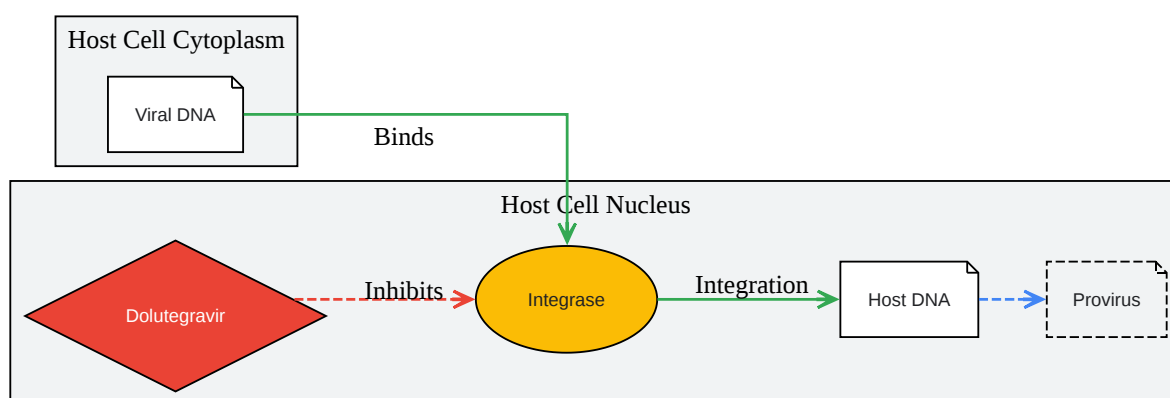 Host Cell Cytoplasm
Viral DNA
Binds
Host Cell Nucleus
Dolutegravir
Inhibits
Integrase
Integration
Host DNA
Provirus